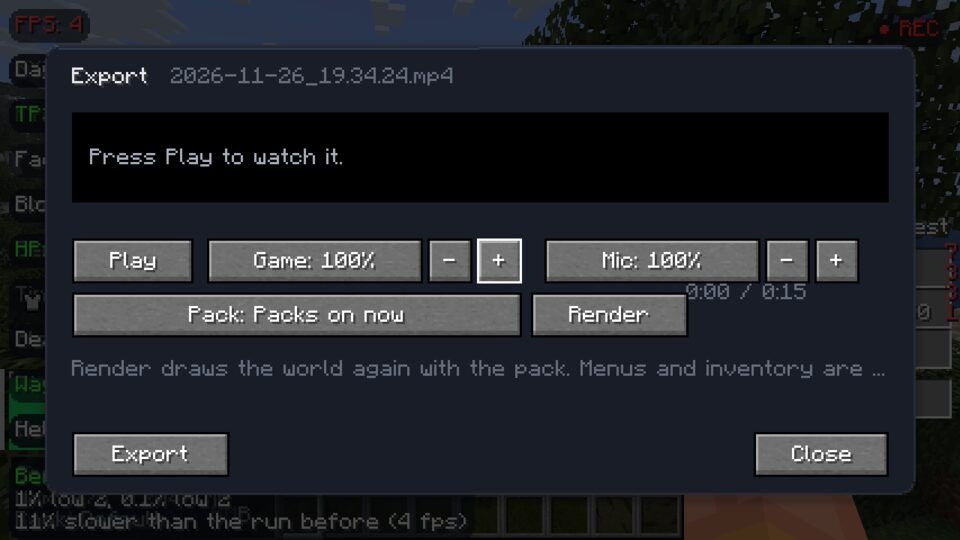 FPS: 4
REC
Export 2026-11-26_19.34.24.mp4
Press Play to watch it.
Play Game: 100% - + Mic: 100% - +
0:00 / 0:15
Pack: Packs on now Render
Render draws the world again with the pack. Menus and inventory are ...
Export Close
1% low 2, 0.1% low 2
11% slower than the run before (4 fps)